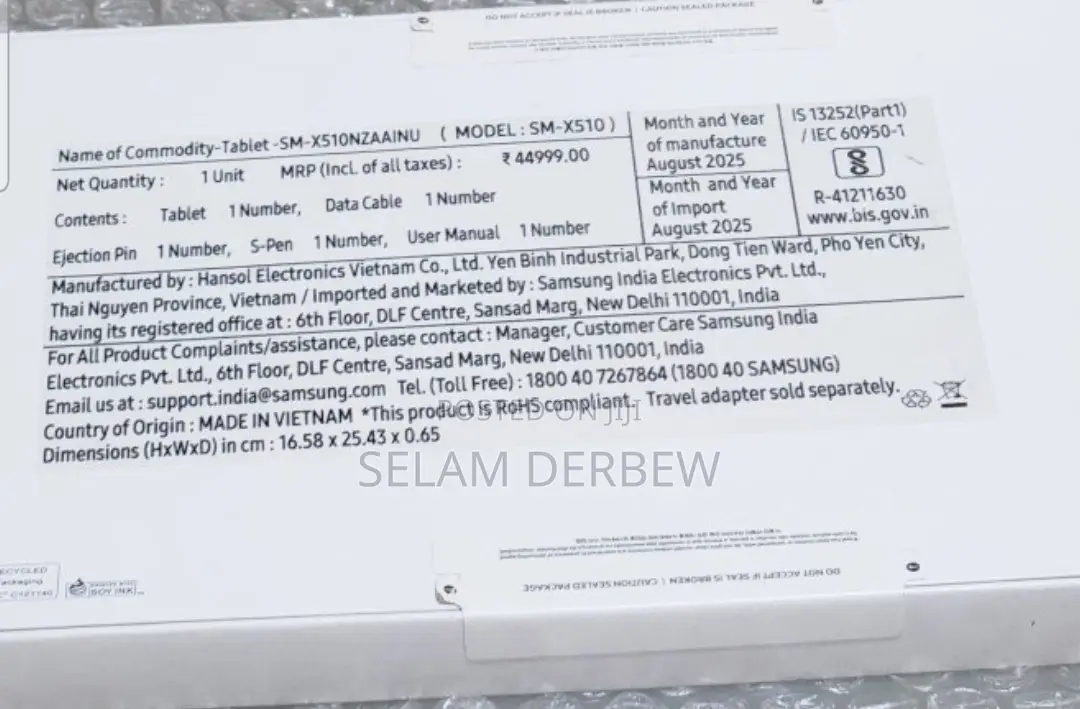 DO NOT ACCEPT IF SEAL IS BROKEN | CAUTION SEALED PACKAGE
Name of Commodity-Tablet -SM-X510NZAAINU ( MODEL : SM-X510 )
Net Quantity : 1 Unit MRP (Incl. of all taxes) : ₹ 44999.00
Contents : Tablet 1 Number, Data Cable 1 Number
Ejection Pin 1 Number, S-Pen 1 Number, User Manual 1 Number
Month and Year
of manufacture
August 2025
Month and Year
of Import
August 2025
IS 13252(Part1)
/ IEC 60950-1
R-41211630
www.bis.gov.in
Manufactured by : Hansol Electronics Vietnam Co., Ltd. Yen Binh Industrial Park, Dong Tien Ward, Pho Yen City,
Thai Nguyen Province, Vietnam / Imported and Marketed by : Samsung India Electronics Pvt. Ltd.,
having its registered office at : 6th Floor, DLF Centre, Sansad Marg, New Delhi 110001, India
For All Product Complaints/assistance, please contact : Manager, Customer Care Samsung India
Electronics Pvt. Ltd., 6th Floor, DLF Centre, Sansad Marg, New Delhi 110001, India
Email us at : support.india@samsung.com Tel. (Toll Free) : 1800 40 7267864 (1800 40 SAMSUNG)
Country of Origin : MADE IN VIETNAM *This product is RoHS compliant. Travel adapter sold separately.
Dimensions (HxWxD) in cm : 16.58 x 25.43 x 0.65
POSTED ON JIJI
SELAM DERBEW
DO NOT ACCEPT IF SEAL IS BROKEN | CAUTION SEALED PACKAGE
ECYCLED
ackaging
C121140
SOY INK